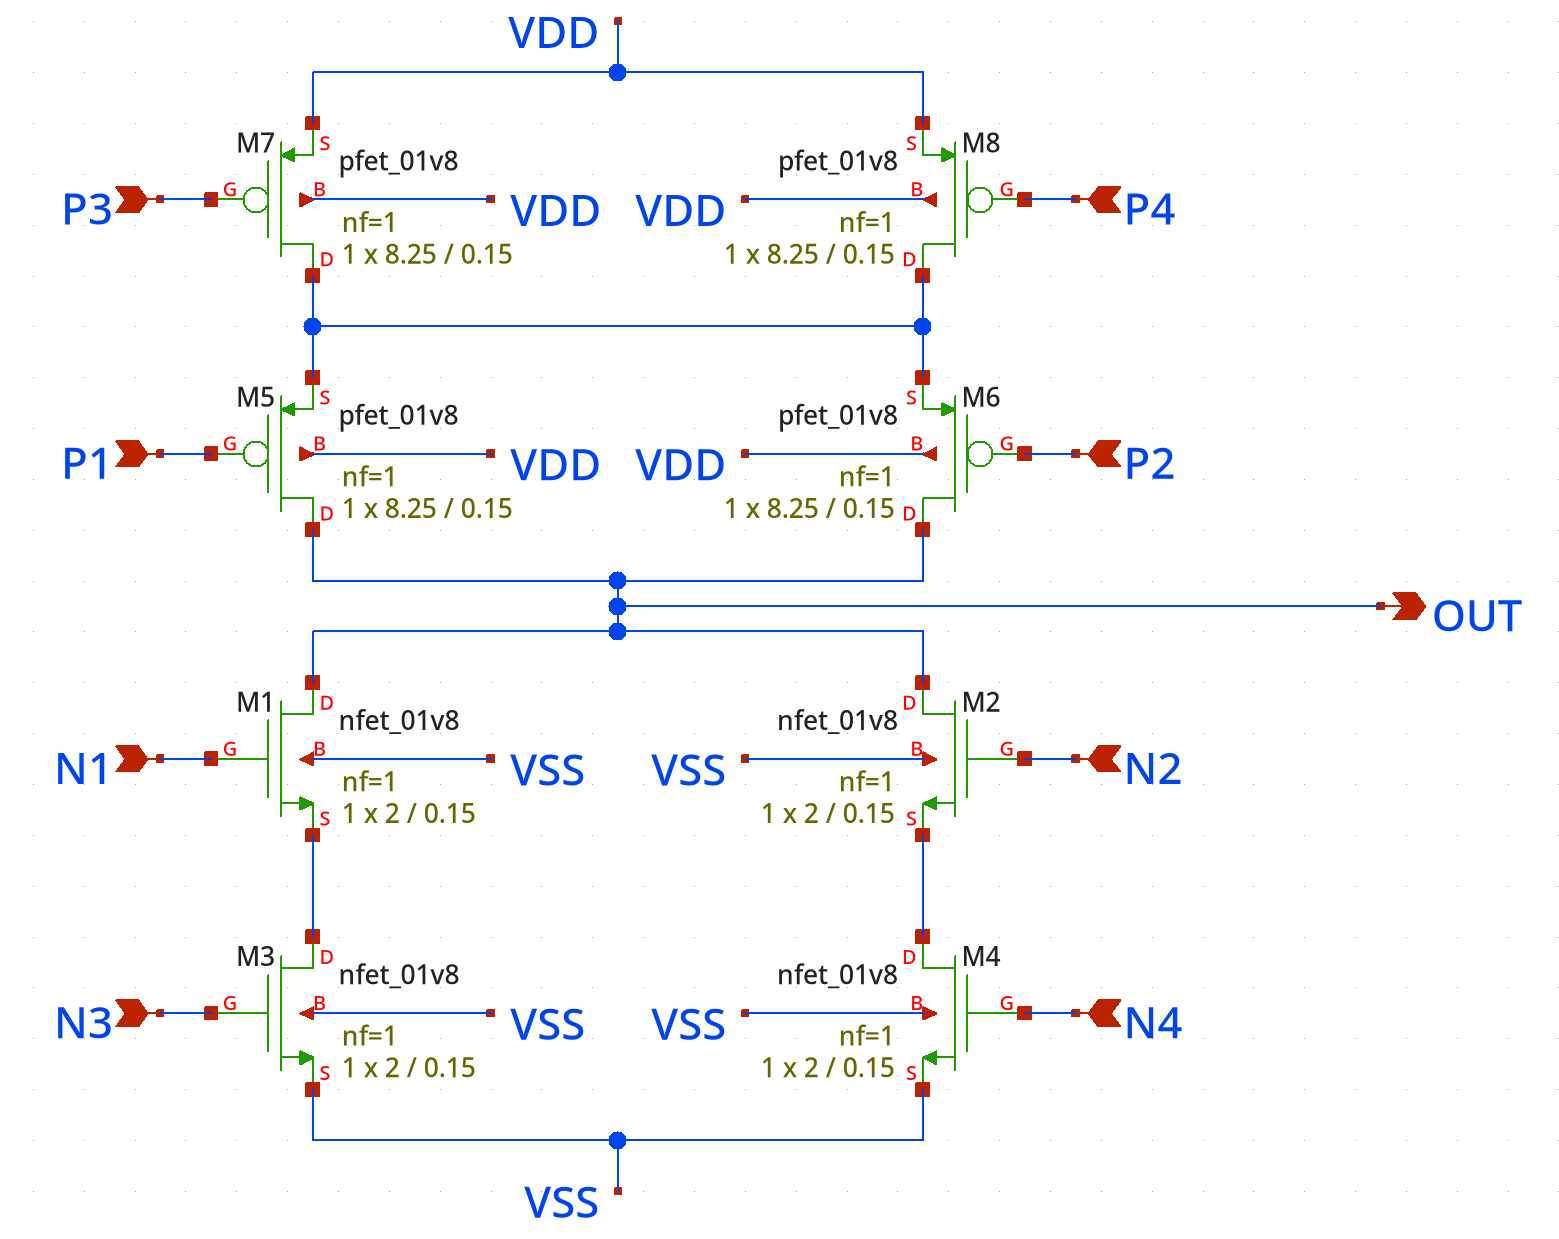 VDD
M7
S
pfet_01v8
P3
G
B
VDD
nf=1
1 x 8.25 / 0.15
D
M8
S
pfet_01v8
VDD
B
G
P4
nf=1
1 x 8.25 / 0.15
D
M5
S
pfet_01v8
P1
G
B
VDD
nf=1
1 x 8.25 / 0.15
D
M6
S
pfet_01v8
VDD
B
G
P2
nf=1
1 x 8.25 / 0.15
D
OUT
M1
D
nfet_01v8
N1
G
B
VSS
nf=1
1 x 2 / 0.15
S
M2
D
nfet_01v8
VSS
B
G
N2
nf=1
1 x 2 / 0.15
S
M3
D
nfet_01v8
N3
G
B
VSS
nf=1
1 x 2 / 0.15
S
M4
D
nfet_01v8
VSS
B
G
N4
nf=1
1 x 2 / 0.15
S
VSS